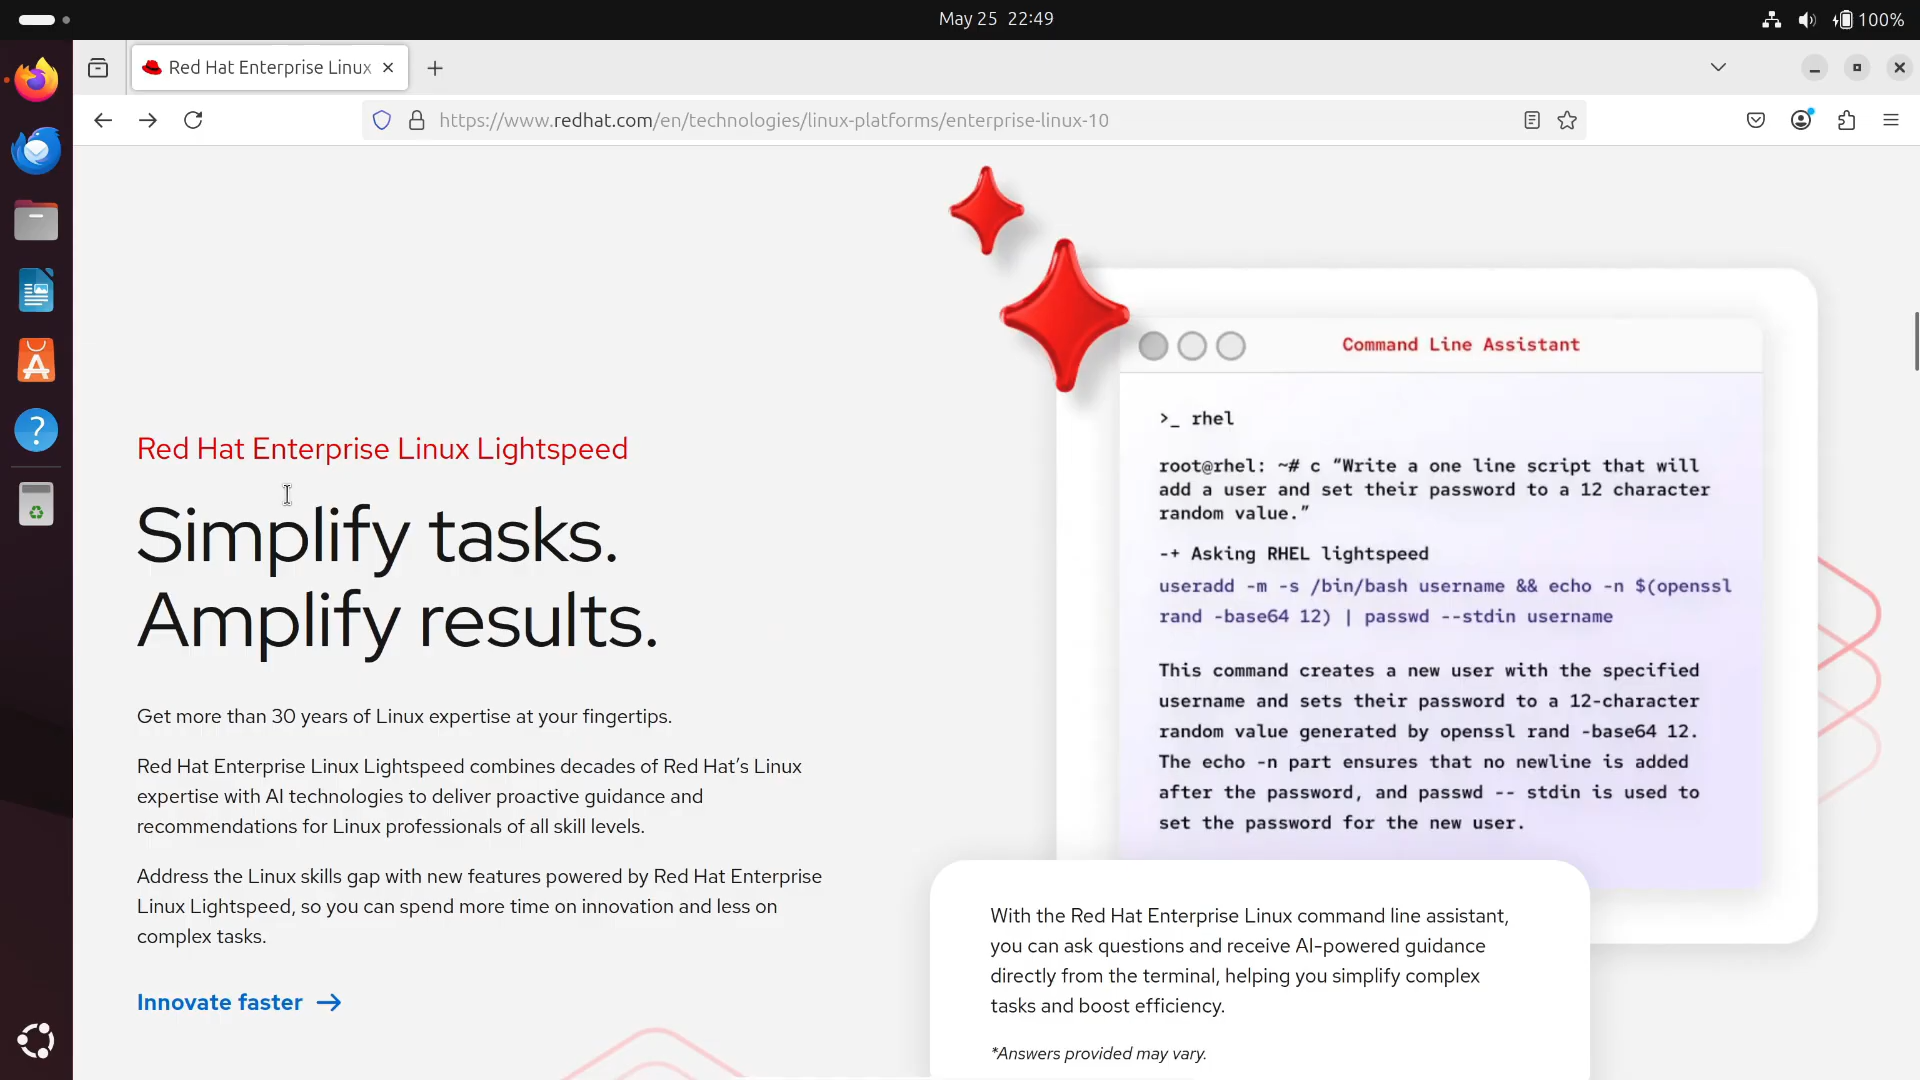 May 25 22:49
100%
Red Hat Enterprise Linux
https://www.redhat.com/en/technologies/linux-platforms/enterprise-linux-10
Red Hat Enterprise Linux Lightspeed
Simplify tasks.
Amplify results.
Get more than 30 years of Linux expertise at your fingertips.
Red Hat Enterprise Linux Lightspeed combines decades of Red Hat’s Linux
expertise with AI technologies to deliver proactive guidance and
recommendations for Linux professionals of all skill levels.
Address the Linux skills gap with new features powered by Red Hat Enterprise
Linux Lightspeed, so you can spend more time on innovation and less on
complex tasks.
Innovate faster →
Command Line Assistant
>_ rhel
root@rhel: ~# c “Write a one line script that will
add a user and set their password to a 12 character
random value.”
-+ Asking RHEL lightspeed
useradd -m -s /bin/bash username && echo -n $(openssl
rand -base64 12) | passwd --stdin username
This command creates a new user with the specified
username and sets their password to a 12-character
random value generated by openssl rand -base64 12.
The echo -n part ensures that no newline is added
after the password, and passwd -- stdin is used to
set the password for the new user.
With the Red Hat Enterprise Linux command line assistant,
you can ask questions and receive AI-powered guidance
directly from the terminal, helping you simplify complex
tasks and boost efficiency.
*Answers provided may vary.